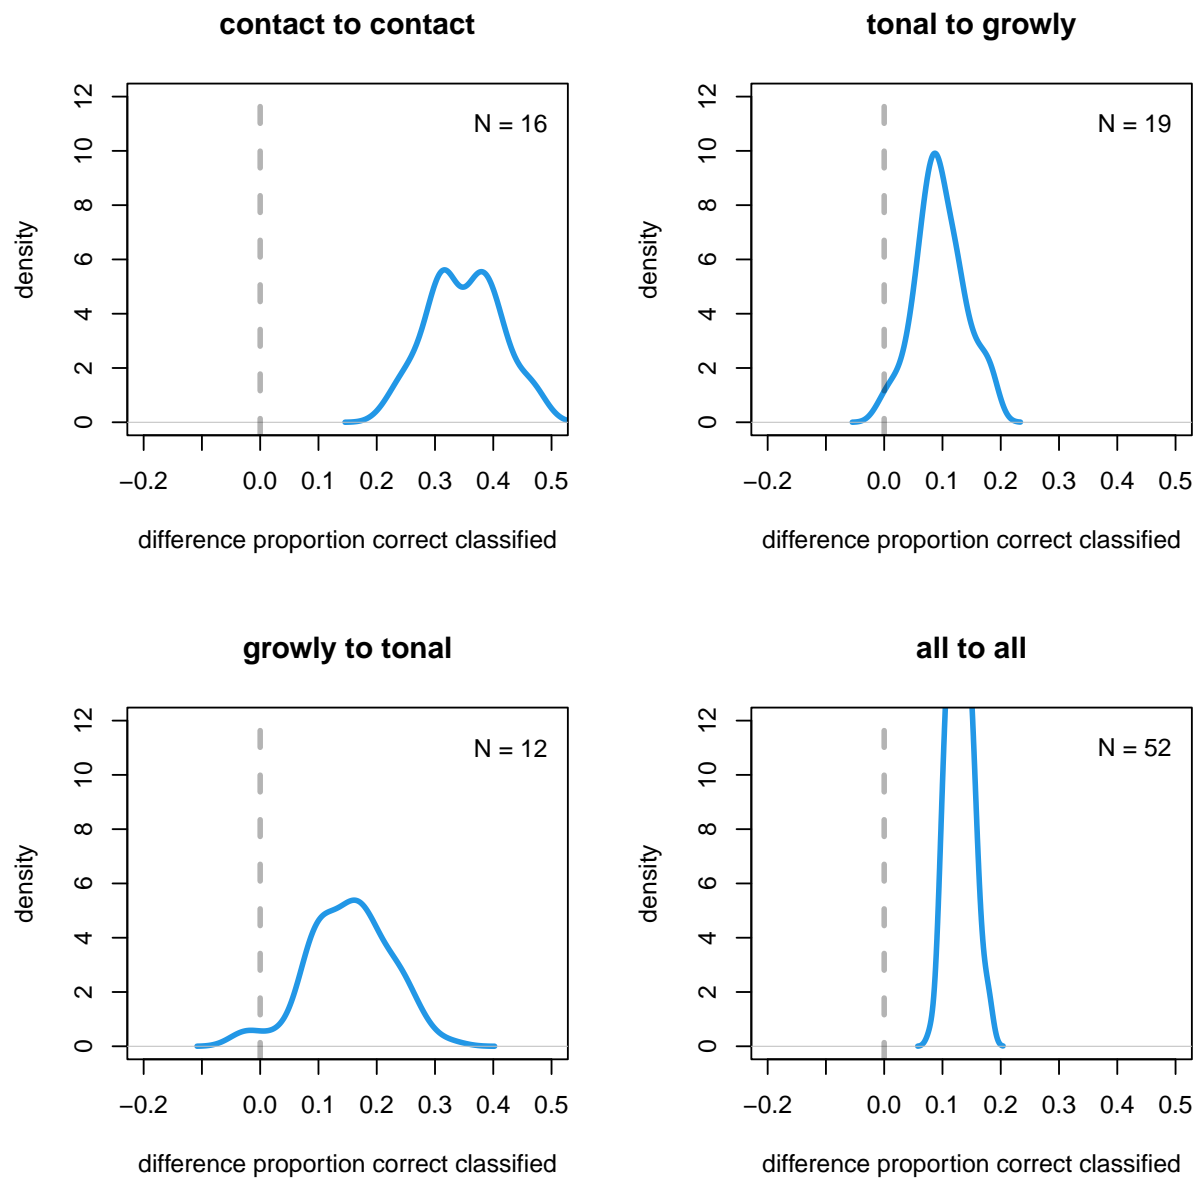 contact to contact
12
10
8
6
4
2
0
density
N = 16
−0.2 0.0 0.1 0.2 0.3 0.4 0.5
difference proportion correct classified
tonal to growly
12
10
8
6
4
2
0
density
N = 19
−0.2 0.0 0.1 0.2 0.3 0.4 0.5
difference proportion correct classified
growly to tonal
12
10
8
6
4
2
0
density
N = 12
−0.2 0.0 0.1 0.2 0.3 0.4 0.5
difference proportion correct classified
all to all
12
10
8
6
4
2
0
density
N = 52
−0.2 0.0 0.1 0.2 0.3 0.4 0.5
difference proportion correct classified